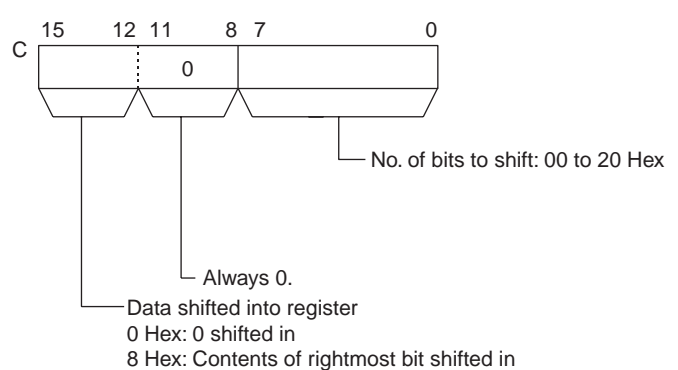 15 12 11 8 7 0
C
0
No. of bits to shift: 00 to 20 Hex
Always 0.
Data shifted into register
0 Hex: 0 shifted in
8 Hex: Contents of rightmost bit shifted in